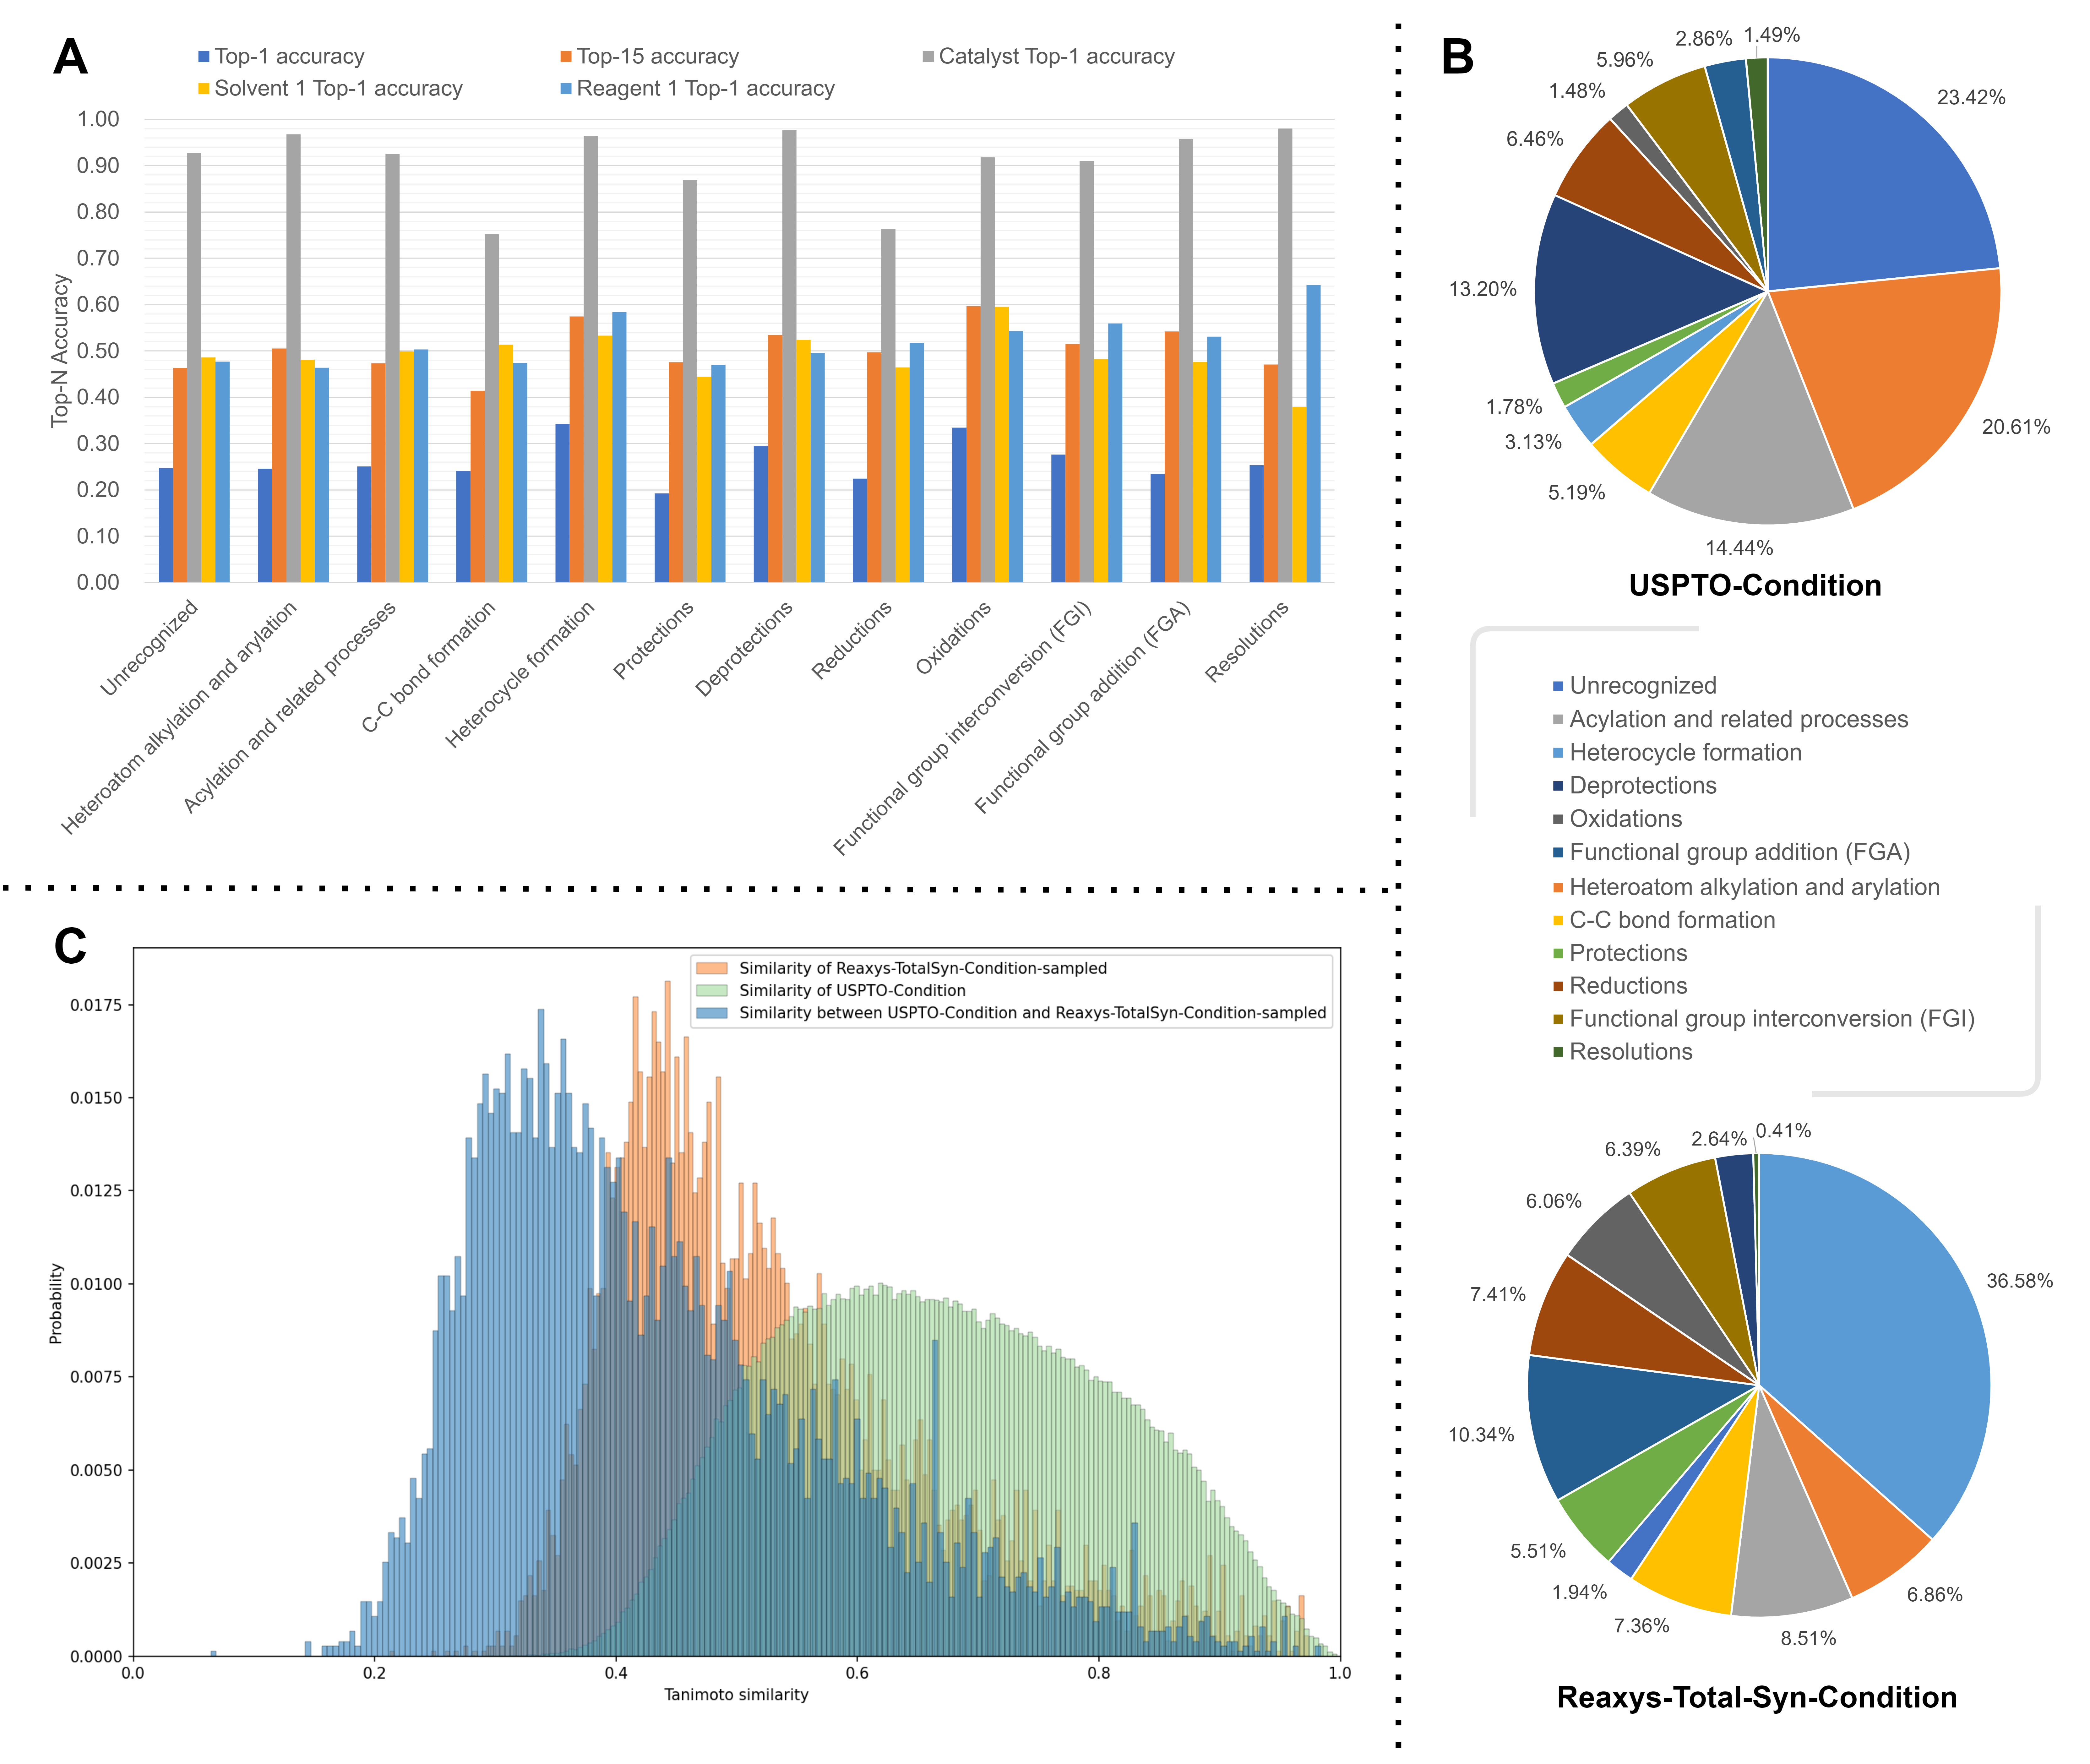 A
Top-1 accuracy
Top-15 accuracy
Catalyst Top-1 accuracy
Solvent 1 Top-1 accuracy
Reagent 1 Top-1 accuracy
1.00
0.90
0.80
0.70
0.60
0.50
0.40
0.30
0.20
0.10
0.00
Top-N Accuracy
Unrecognized
Heteroatom alkylation and arylation
Acylation and related processes
C-C bond formation
Heterocycle formation
Protections
Deprotections
Reductions
Oxidations
Functional group interconversion (FGI)
Functional group addition (FGA)
Resolutions
B
23.42%
20.61%
14.44%
5.19%
3.13%
1.78%
13.20%
6.46%
1.48%
5.96%
2.86%
1.49%
USPTO-Condition
Unrecognized
Acylation and related processes
Heterocycle formation
Deprotections
Oxidations
Functional group addition (FGA)
Heteroatom alkylation and arylation
C-C bond formation
Protections
Reductions
Functional group interconversion (FGI)
Resolutions
36.58%
6.86%
8.51%
7.36%
1.94%
5.51%
10.34%
7.41%
6.06%
6.39%
2.64%
0.41%
Reaxys-Total-Syn-Condition
C
Similarity of Reaxys-TotalSyn-Condition-sampled
Similarity of USPTO-Condition
Similarity between USPTO-Condition and Reaxys-TotalSyn-Condition-sampled
0.0175
0.0150
0.0125
0.0100
0.0075
0.0050
0.0025
0.0000
Probability
0.0
0.2
0.4
0.6
0.8
1.0
Tanimoto similarity